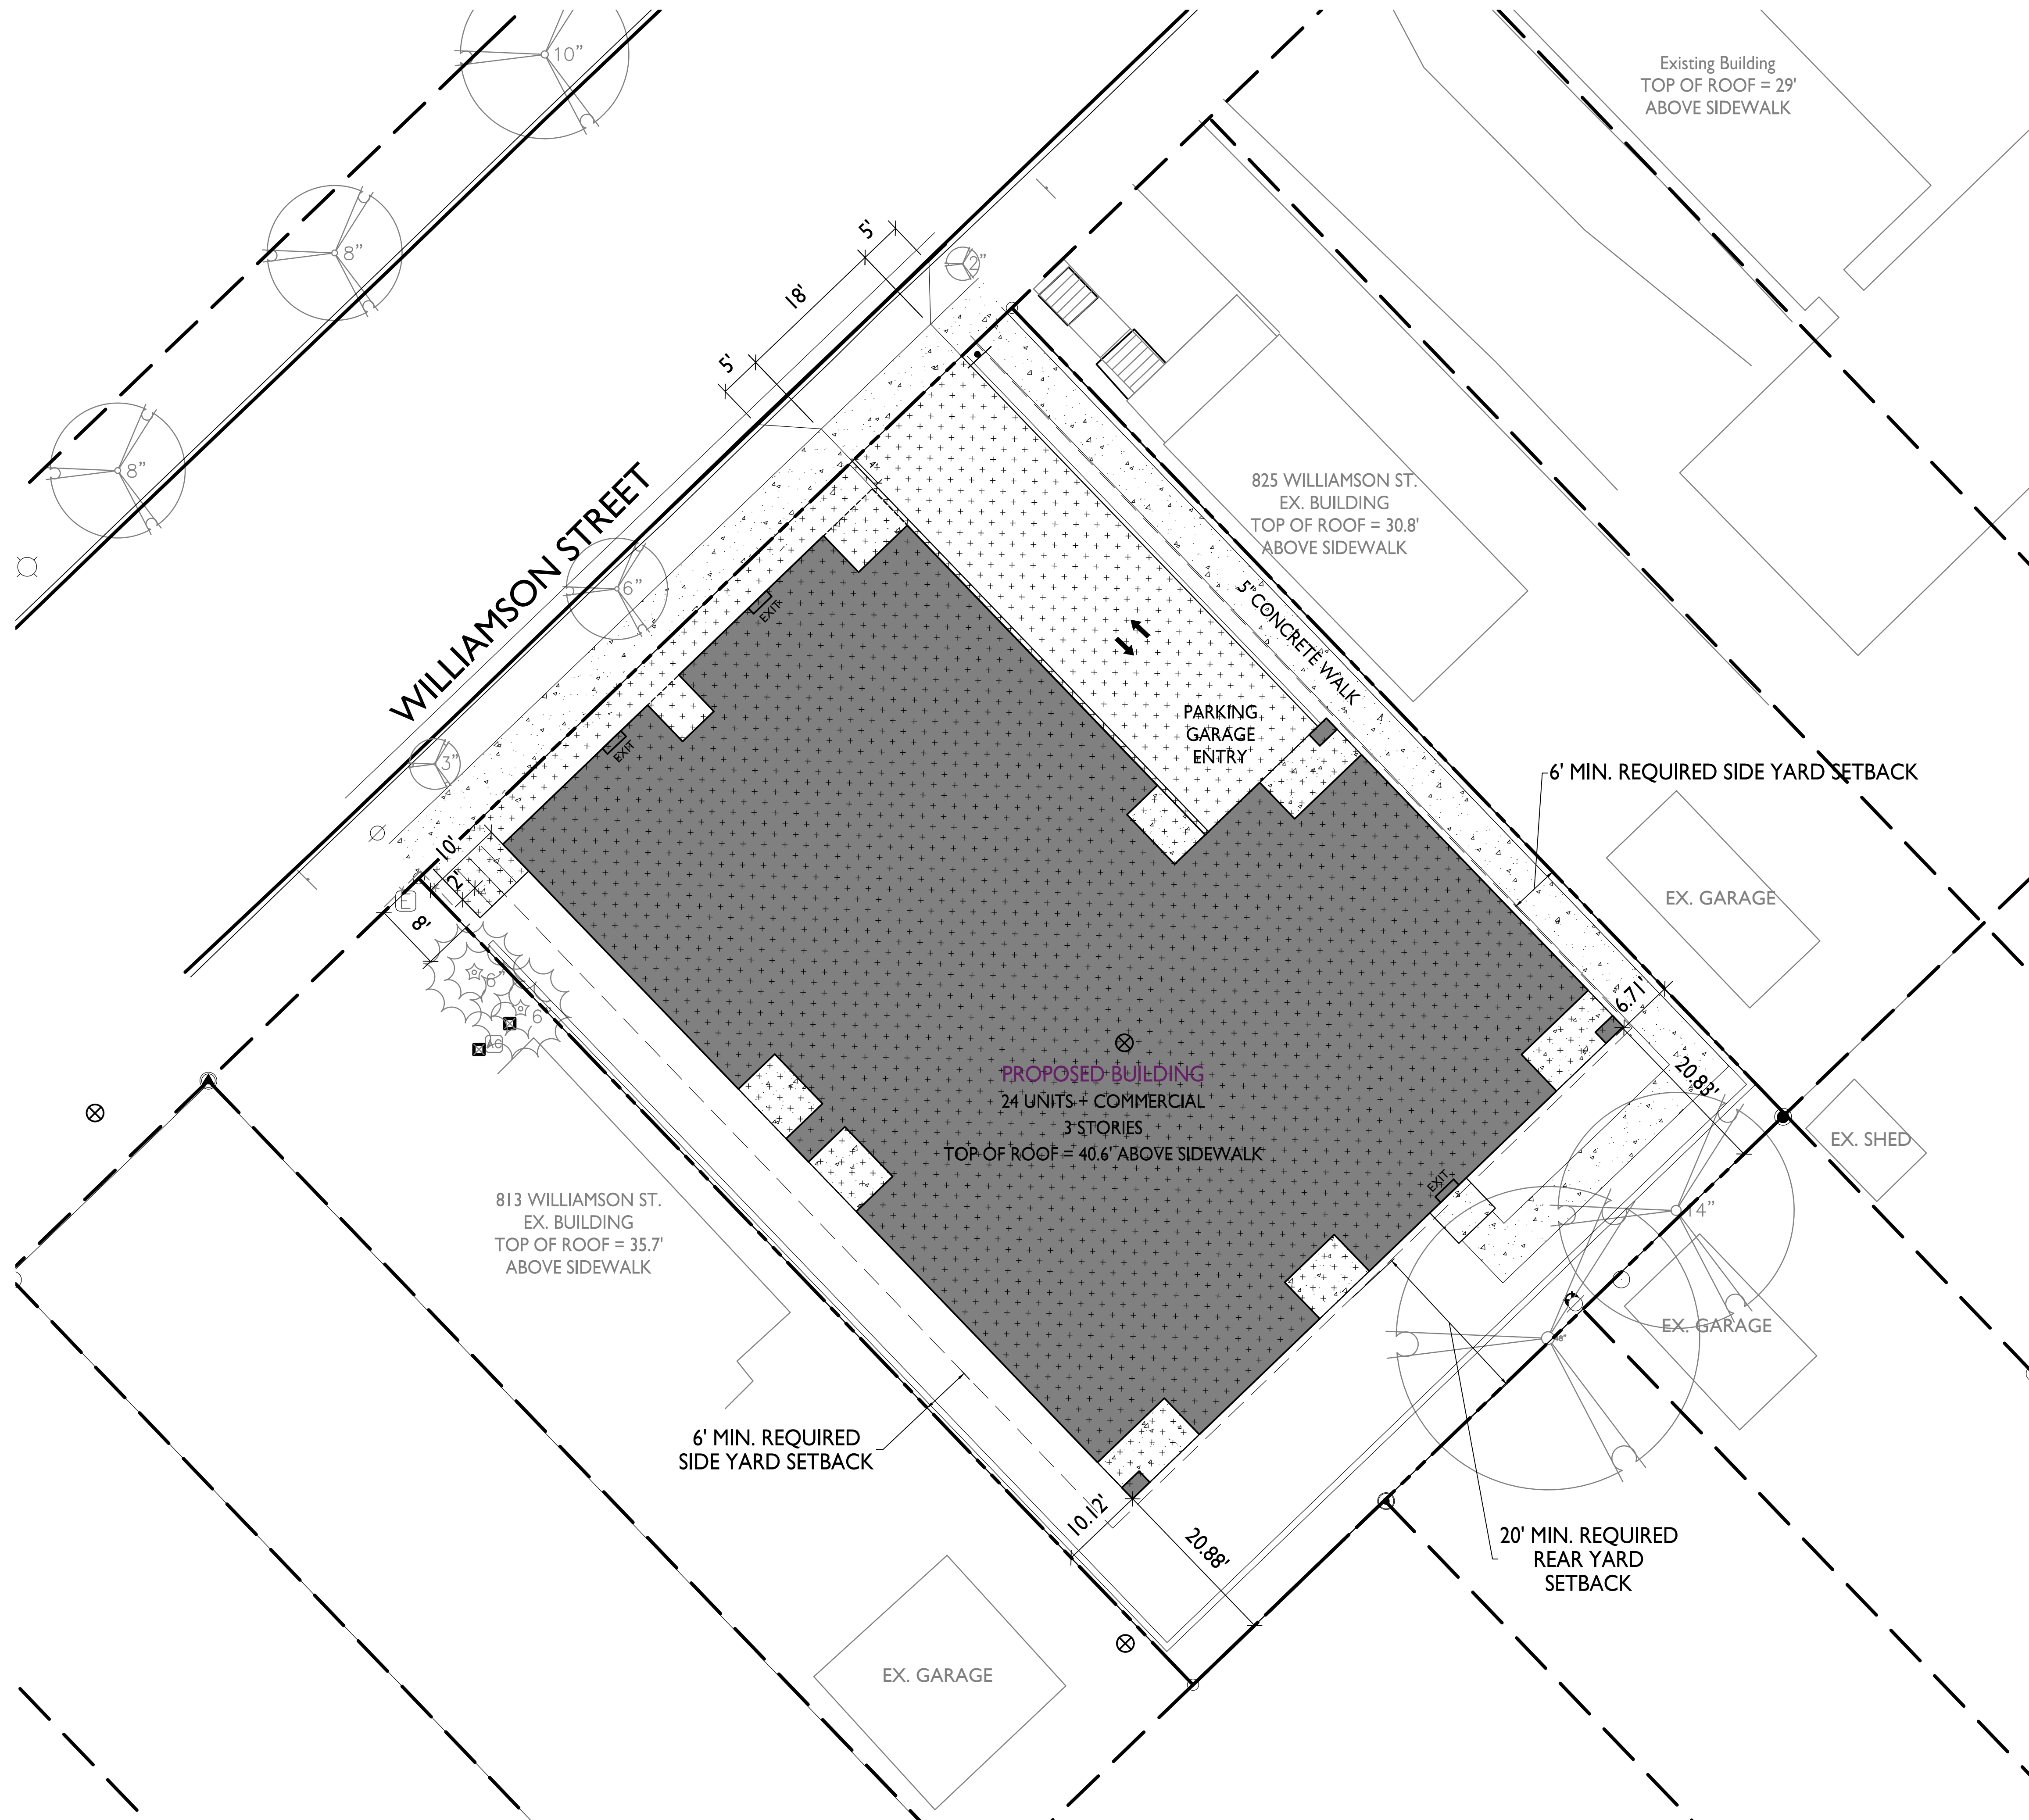 10"
Existing Building
TOP OF ROOF = 29'
ABOVE SIDEWALK
8"
8"
5'
18'
5'
2"
WILLIAMSON STREET
825 WILLIAMSON ST.
EX. BUILDING
TOP OF ROOF = 30.8'
ABOVE SIDEWALK
6"
EXIT
EXIT
5' CONCRETE WALK
PARKING
GARAGE
ENTRY
3"
6' MIN. REQUIRED SIDE YARD SETBACK
10'
2'
8'
E
EX. GARAGE
6"
6
AC
6.71'
20.83'
PROPOSED BUILDING
24 UNITS + COMMERCIAL
3 STORIES
TOP OF ROOF = 40.6' ABOVE SIDEWALK
EX. SHED
EXIT
14"
813 WILLIAMSON ST.
EX. BUILDING
TOP OF ROOF = 35.7'
ABOVE SIDEWALK
EX. GARAGE
48"
6' MIN. REQUIRED
SIDE YARD SETBACK
10.12'
20.88'
20' MIN. REQUIRED
REAR YARD
SETBACK
EX. GARAGE